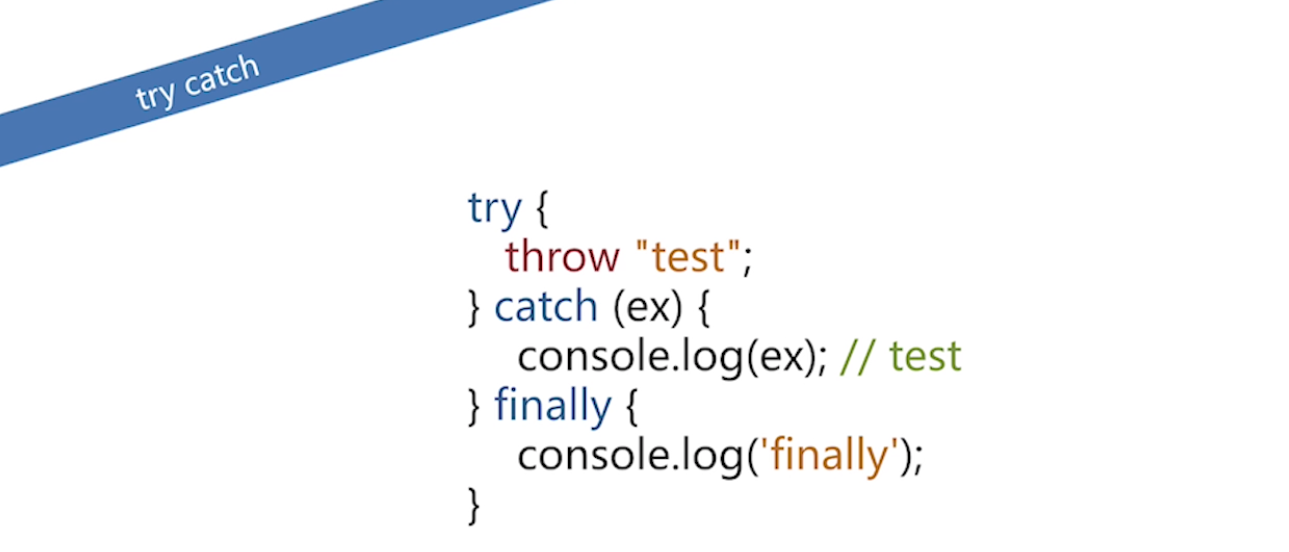 try catch
try {
throw "test";
} catch (ex) {
console.log(ex); // test
} finally {
console.log('finally');
}